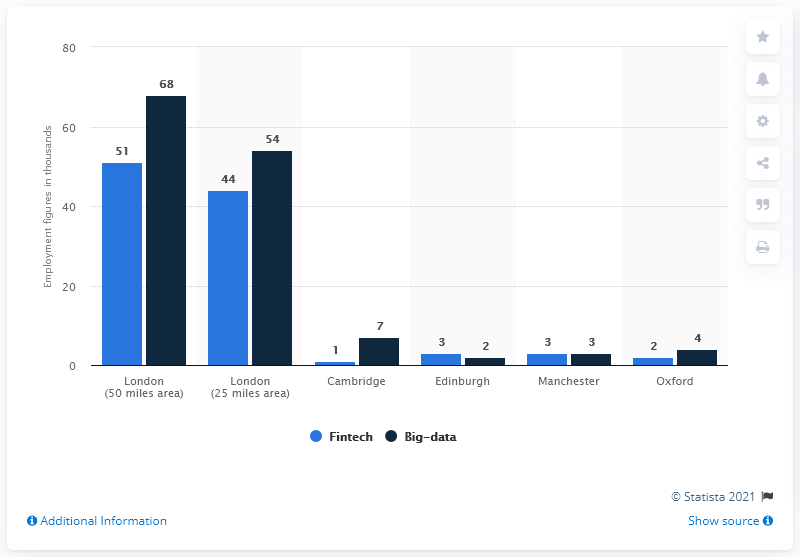 80
60
40
20
0
Employment figures in thousands
51
68
44
54
1
7
3
2
3
3
2
4
London
(50 miles area)
London
(25 miles area)
Cambridge
Edinburgh
Manchester
Oxford
Fintech
Big-data
© Statista 2021
Additional Information
Show source